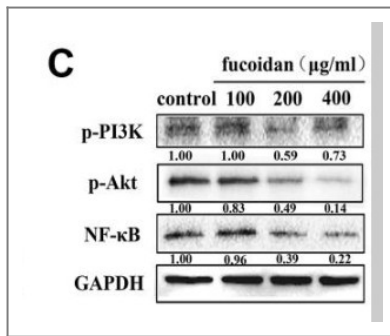 C
fucoidan (μg/ml)
control 100 200 400
p-PI3K
1.00 1.00 0.59 0.73
p-Akt
1.00 0.83 0.49 0.14
NF-κB
1.00 0.96 0.39 0.22
GAPDH